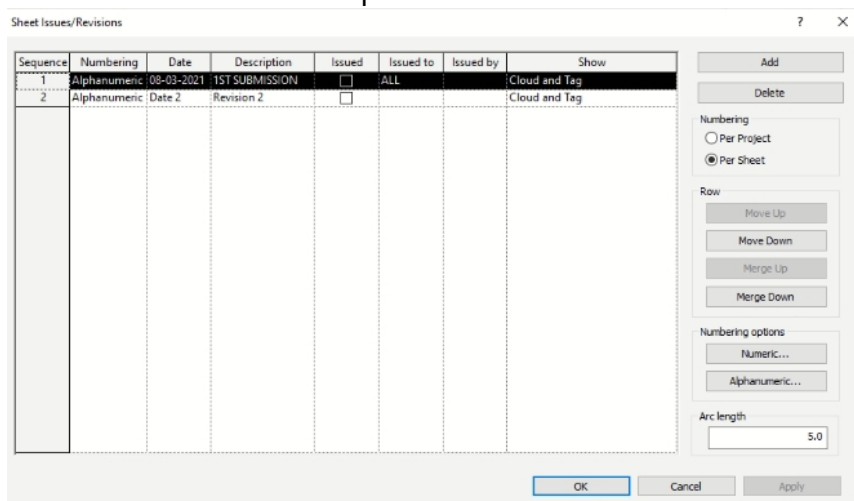 Sheet Issues/Revisions ? X
Sequence Numbering Date Description Issued Issued to Issued by Show
1 Alphanumeric 08-03-2021 1ST SUBMISSION ALL Cloud and Tag
2 Alphanumeric Date 2 Revision 2 Cloud and Tag
Add
Delete
Numbering
Per Project
Per Sheet
Row
Move Up
Move Down
Merge Up
Merge Down
Numbering options
Numeric...
Alphanumeric...
Arc length
5.0
OK Cancel Apply